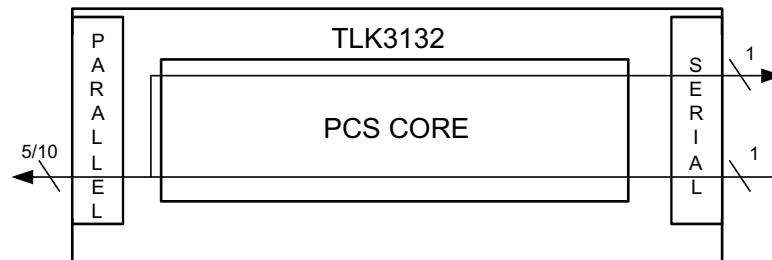 TLK3132
PARALLEL
SERIAL
1
PCS CORE
5/10
1